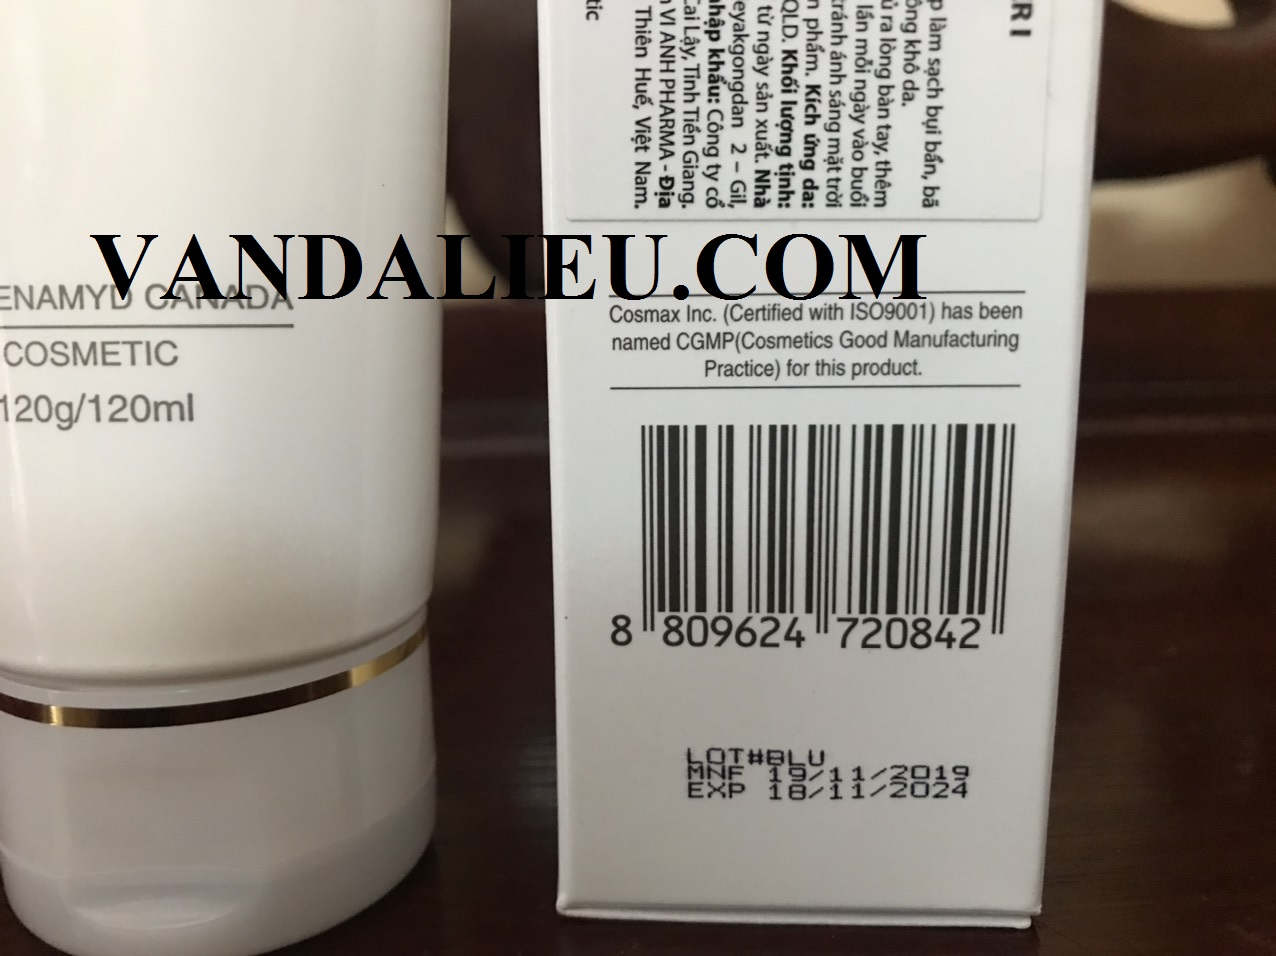 VANDALIEU.COM
ENAMYD CANADA
COSMETIC
120g/120ml
ERI
p làm sạch bụi bẩn, bã
ông khô da.
ủ ra lòng bàn tay, thêm
lần mỗi ngày vào buổi
tránh ánh sáng mặt trời
n phẩm. Kích ứng da:
QLD. Khối lượng tịnh:
từ ngày sản xuất. Nhà
eyakgongdan 2 – Gil,
nhập khẩu: Công ty cổ
Cai Lậy, Tỉnh Tiền Giang.
VI ANH PHARMA - Địa
Thiên Huế, Việt Nam.
tic
Cosmax Inc. (Certified with ISO9001) has been
named CGMP(Cosmetics Good Manufacturing
Practice) for this product.
8 809624 720842
LOT#BLU
MNF 19/11/2019
EXP 18/11/2024